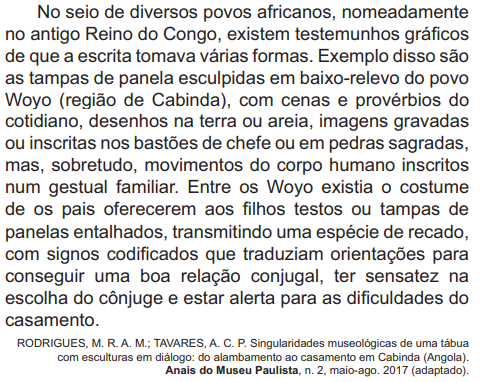 No seio de diversos povos africanos, nomeadamente
no antigo Reino do Congo, existem testemunhos gráficos
de que a escrita tomava várias formas. Exemplo disso são
as tampas de panela esculpidas em baixo-relevo do povo
Woyo (região de Cabinda), com cenas e provérbios do
cotidiano, desenhos na terra ou areia, imagens gravadas
ou inscritas nos bastões de chefe ou em pedras sagradas,
mas, sobretudo, movimentos do corpo humano inscritos
num gestual familiar. Entre os Woyo existia o costume
de os pais oferecerem aos filhos testos ou tampas de
panelas entalhados, transmitindo uma espécie de recado,
com signos codificados que traduziam orientações para
conseguir uma boa relação conjugal, ter sensatez na
escolha do cônjuge e estar alerta para as dificuldades do
casamento.
RODRIGUES, M. R. A. M.; TAVARES, A. C. P. Singularidades museológicas de uma tábua
com esculturas em diálogo: do alambamento ao casamento em Cabinda (Angola).
Anais do Museu Paulista, n. 2, maio-ago. 2017 (adaptado).